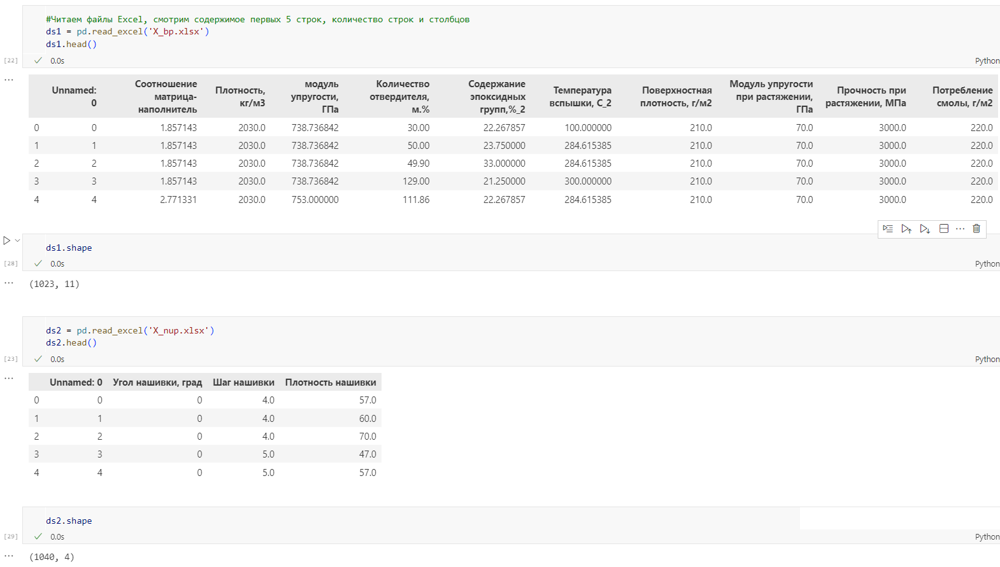 #Читаем файлы Excel, смотрим содержимое первых 5 строк, количество строк и столбцов
ds1 = pd.read_excel('X_bp.xlsx')
ds1.head()
[22] 0.0s Python
Unnamed: 0 Соотношение матрица-наполнитель Плотность, кг/м3 модуль упругости, ГПа Количество отвердителя, м.% Содержание эпоксидных групп,%_2 Температура вспышки, С_2 Поверхностная плотность, г/м2 Модуль упругости при растяжении, ГПа Прочность при растяжении, МПа Потребление смолы, г/м2
0 0 1.857143 2030.0 738.736842 30.00 22.267857 100.000000 210.0 70.0 3000.0 220.0
1 1 1.857143 2030.0 738.736842 50.00 23.750000 284.615385 210.0 70.0 3000.0 220.0
2 2 1.857143 2030.0 738.736842 49.90 33.000000 284.615385 210.0 70.0 3000.0 220.0
3 3 1.857143 2030.0 738.736842 129.00 21.250000 300.000000 210.0 70.0 3000.0 220.0
4 4 2.771331 2030.0 753.000000 111.86 22.267857 284.615385 210.0 70.0 3000.0 220.0
ds1.shape
[28] 0.0s Python
(1023, 11)
ds2 = pd.read_excel('X_nup.xlsx')
ds2.head()
[23] 0.0s Python
Unnamed: 0 Угол нашивки, град Шаг нашивки Плотность нашивки
0 0 0 4.0 57.0
1 1 0 4.0 60.0
2 2 0 4.0 70.0
3 3 0 5.0 47.0
4 4 0 5.0 57.0
ds2.shape
[29] 0.0s Python
(1040, 4)